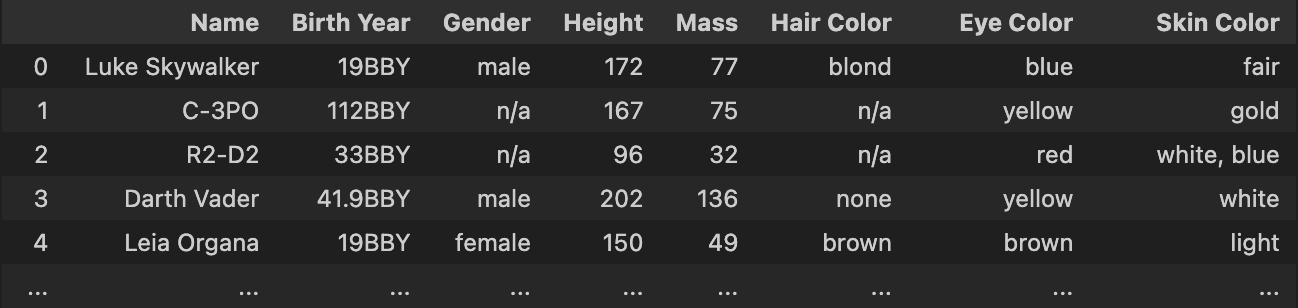 Name Birth Year Gender Height Mass Hair Color Eye Color Skin Color
0 Luke Skywalker 19BBY male 172 77 blond blue fair
1 C-3PO 112BBY n/a 167 75 n/a yellow gold
2 R2-D2 33BBY n/a 96 32 n/a red white, blue
3 Darth Vader 41.9BBY male 202 136 none yellow white
4 Leia Organa 19BBY female 150 49 brown brown light
... ... ... ... ... ... ... ... ...